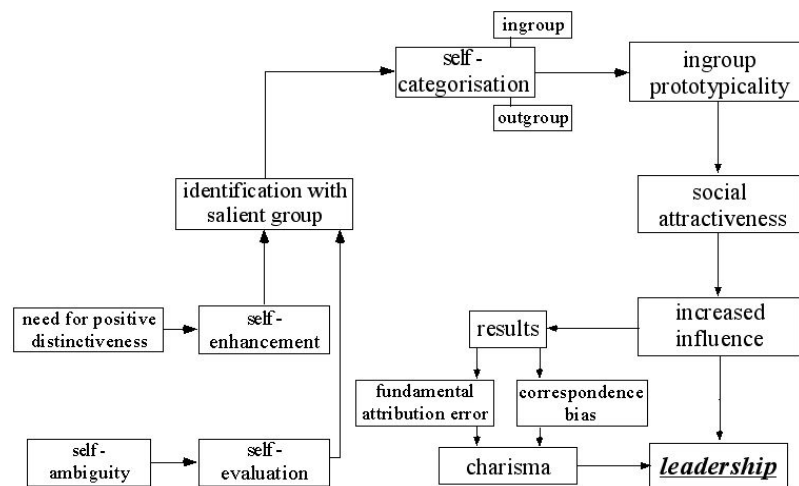 ingroup
self -
categorisation
outgroup
ingroup
prototypicality
identification with
salient group
social
attractiveness
need for positive
distinctiveness
self -
enhancement
results
increased
influence
fundamental
attribution error
correspondence
bias
self-
ambiguity
self-
evaluation
charisma
leadership